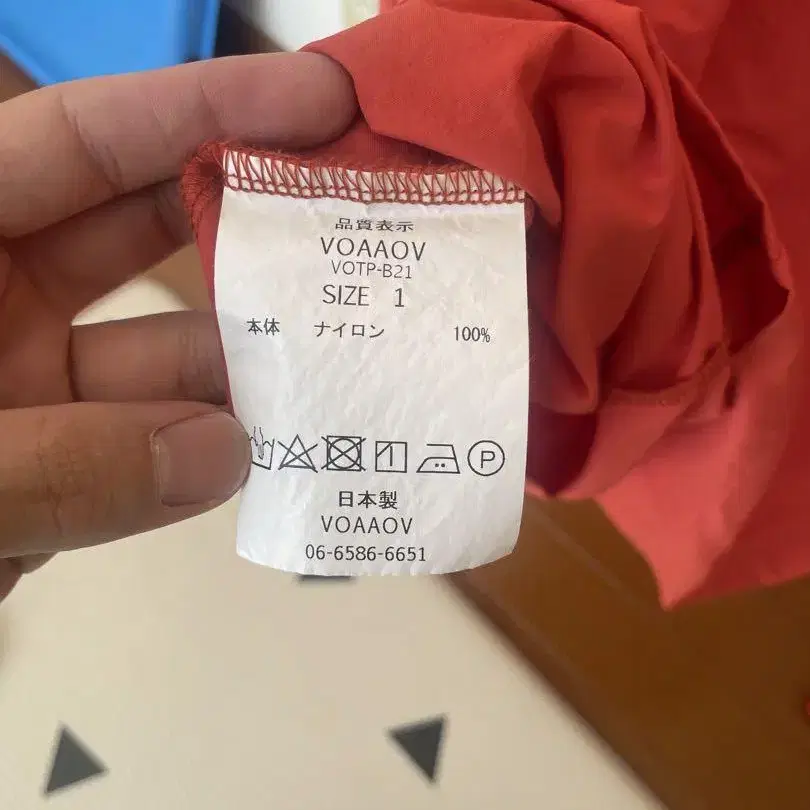 品質表示
VOAAOV
VOTP-B21
SIZE 1
本体 ナイロン 100%
P
日本製
VOAAOV
06-6586-6651